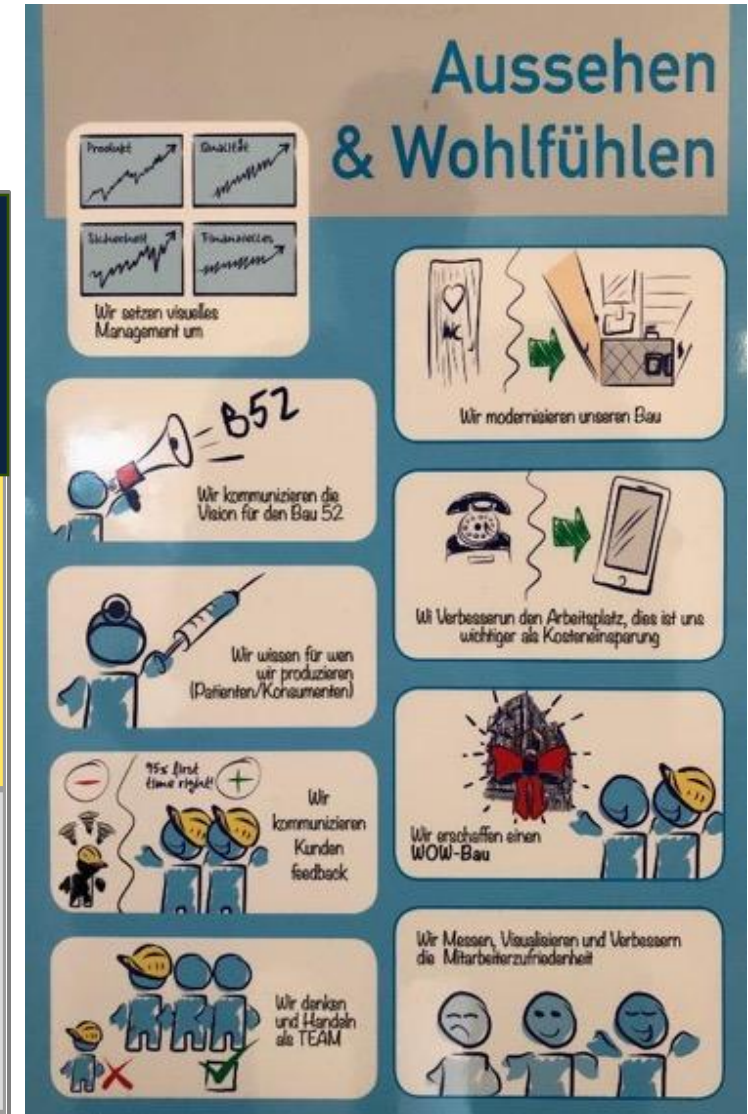 Aussehen
& Wohlfühlen
Produkt
Qualität
Sicherheit
Finanzielles
Wir setzen visuelles
Management um
B52
Wir kommunizieren die
Vision für den Bau 52
Wir wissen für wen
wir produzieren
(Patienten/Konsumenten)
95% first
time right!
Wir
kommunizieren
Kunden
feedback
Wir denken
und Handeln
als TEAM
WC
Wir modernisieren unseren Bau
Wi Verbesserun den Arbeitsplatz, dies ist uns
wichtiger als Kosteneinsparung
Wir erschaffen einen
WOW-Bau
Wir Messen, Visualisieren und Verbessern
die Mitarbeiterzufriedenheit